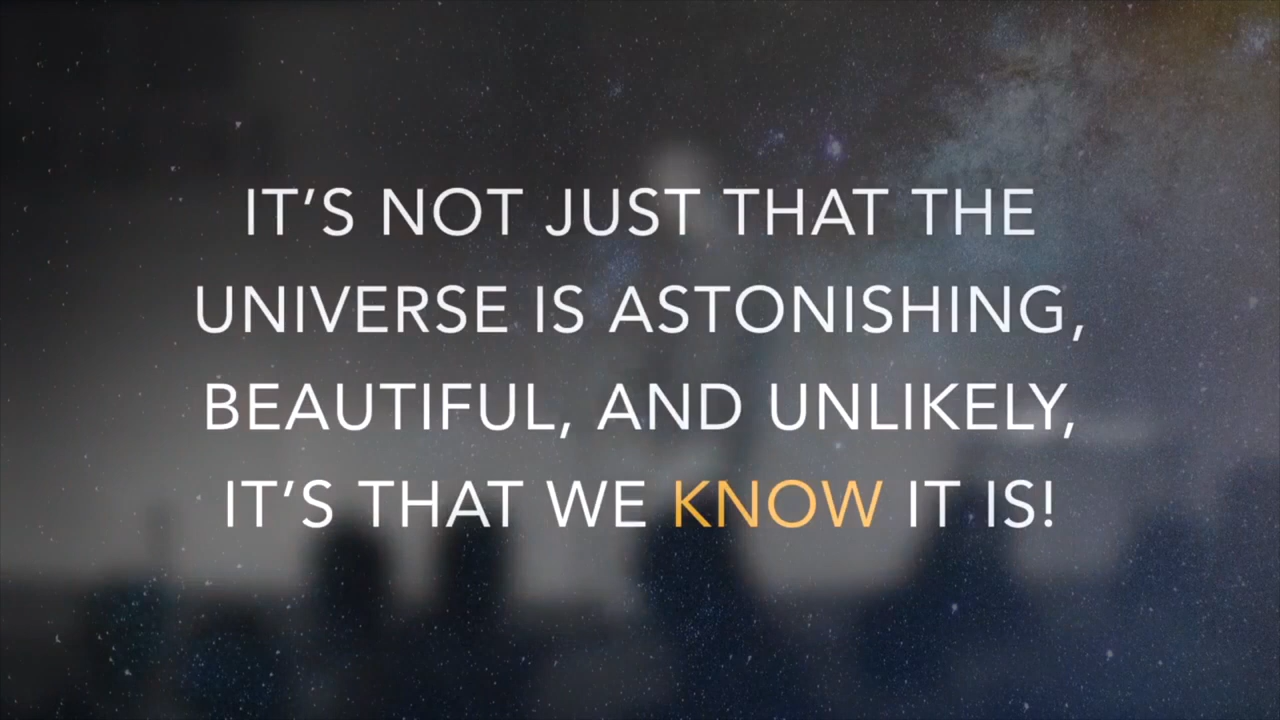 IT’S NOT JUST THAT THE
UNIVERSE IS ASTONISHING,
BEAUTIFUL, AND UNLIKELY,
IT’S THAT WE KNOW IT IS!